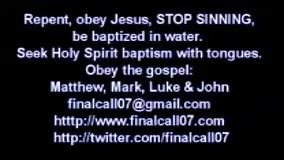 Repent, obey Jesus, STOP SINNING,
be baptized in water.
Seek Holy Spirit baptism with tongues.
Obey the gospel:
Matthew, Mark, Luke & John
finalcall07@gmail.com
htttp://www.finalcall07.com
http://twitter.com/finalcall07